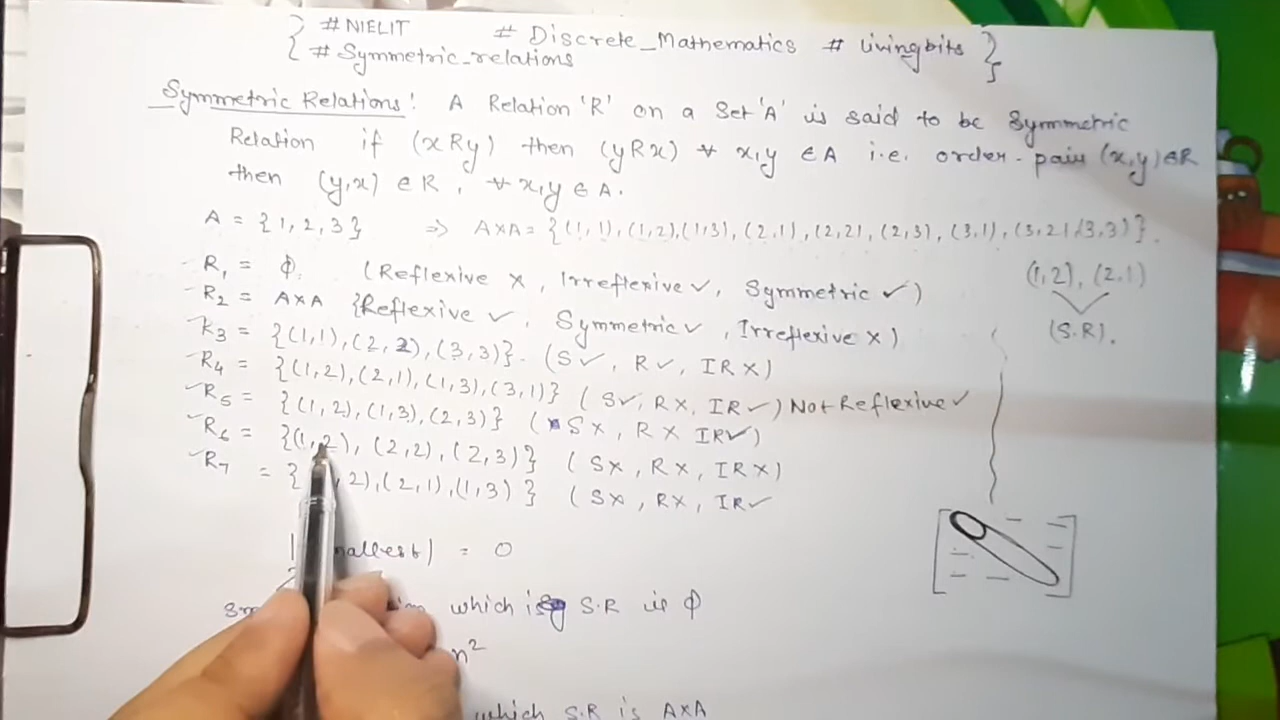 { #NIELIT # Discrete_Mathematics # Livingbits }
# Symmetric_relations
Symmetric Relations: A Relation 'R' on a Set 'A' is said to be Symmetric
Relation if (xRy) then (yRx) ∀ x,y ∈A i.e. order-pair (x,y)∈R
then (y,x) ∈ R, ∀ x,y ∈ A.
A = {1,2,3} => A×A= {(1,1),(1,2),(1,3),(2,1),(2,2),(2,3),(3,1),(3,2),(3,3)}.
(1,2), (2,1)
(S.R).
R1 = ϕ. (Reflexive ×, Irreflexive ✓, Symmetric ✓)
R2 = A×A {Reflexive ✓, Symmetric ✓, Irreflexive ×)
R3 = {(1,1),(2,2),(3,3)}. (S✓, R✓, IR×)
R4 = {(1,2),(2,1),(1,3),(3,1)} (S✓, R×, IR✓) Not Reflexive ✓
R5 = {(1,2),(1,3),(2,3)} (S×, R× IR✓)
R6 = {(1,2), (2,2), (2,3)} (S×, R×, IR×)
R7 = { ,2),(2,1),(1,3)} (S×, R×, IR✓
= 0
which is S.R is ϕ
n²
which S.R is A×A